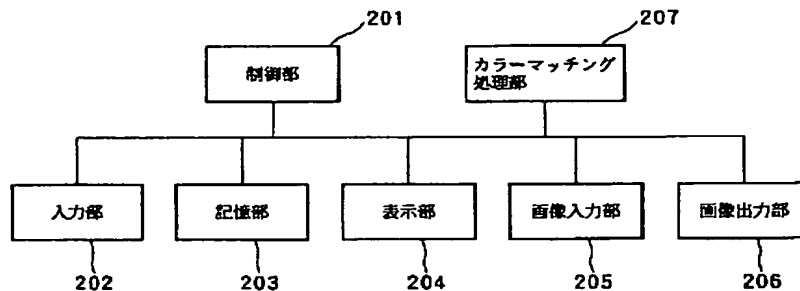 201
207
制御部
カラーマッチング
処理部
入力部
記憶部
表示部
画像入力部
画像出力部
202
203
204
205
206